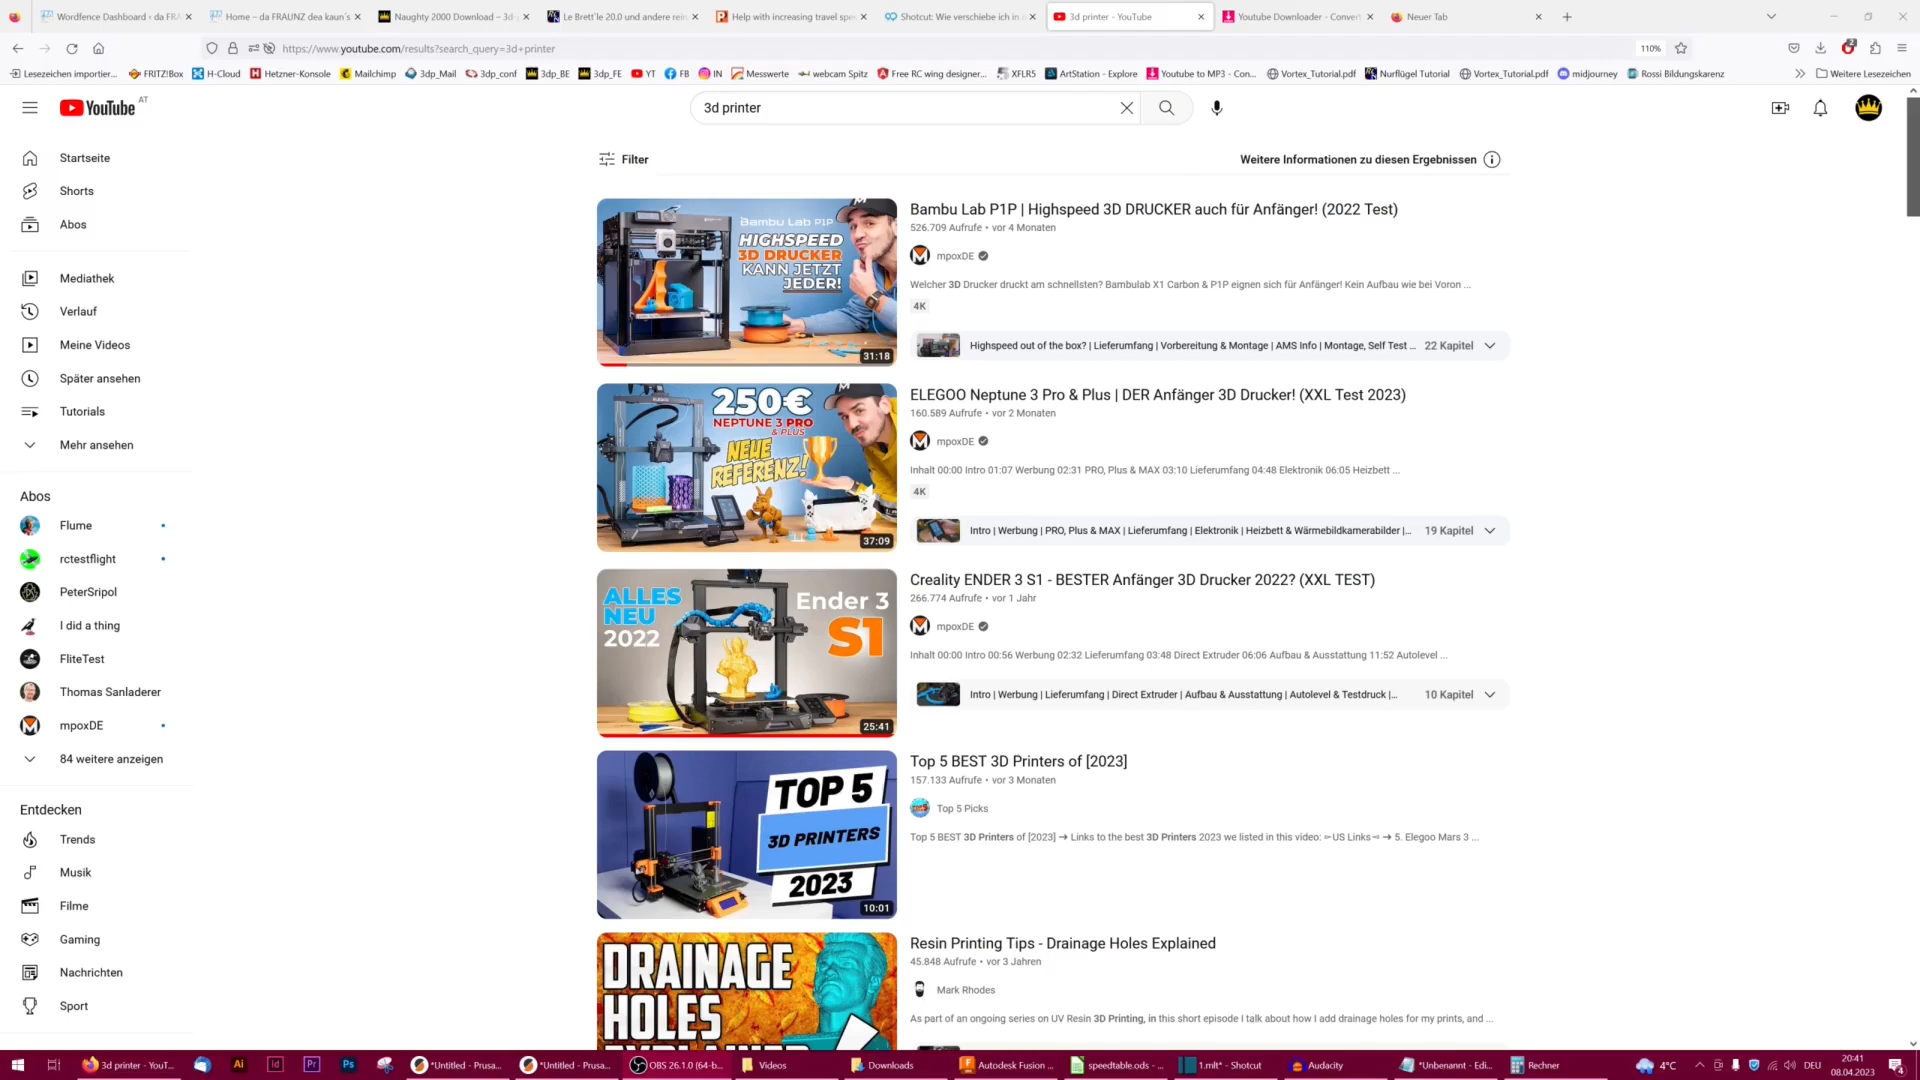 Wordfence Dashboard ‹ da FRA
Home – da FRAUNZ dea kaun´s
Naughty 2000 Download – 3d
Le Brett´le 20.0 und andere rein
Help with increasing travel spee
Shotcut: Wie verschiebe ich in
3d printer - YouTube
Youtube Downloader - Convert
Neuer Tab
https://www.youtube.com/results?search_query=3d+printer
110%
Lesezeichen importier...
FRITZ!Box
H-Cloud
Hetzner-Konsole
Mailchimp
3dp_Mail
3dp_conf
3dp_BE
3dp_FE
YT
FB
IN
Messwerte
webcam Spitz
Free RC wing designer...
XFLR5
ArtStation - Explore
Youtube to MP3 - Con...
Vortex_Tutorial.pdf
Nurflügel Tutorial
Vortex_Tutorial.pdf
midjourney
Rossi Bildungskarenz
Weitere Lesezeichen
YouTube AT
3d printer
Startseite
Shorts
Abos
Mediathek
Verlauf
Meine Videos
Später ansehen
Tutorials
Mehr ansehen
Abos
Flume
rctestflight
PeterSripol
I did a thing
FliteTest
Thomas Sanladerer
mpoxDE
84 weitere anzeigen
Entdecken
Trends
Musik
Filme
Gaming
Nachrichten
Sport
Filter
Weitere Informationen zu diesen Ergebnissen
Bambu Lab P1P
HIGHSPEED
3D DRUCKER
KANN JETZT
JEDER!
31:18
Bambu Lab P1P | Highspeed 3D DRUCKER auch für Anfänger! (2022 Test)
526.709 Aufrufe • vor 4 Monaten
mpoxDE
Welcher 3D Drucker druckt am schnellsten? Bambulab X1 Carbon & P1P eignen sich für Anfänger! Kein Aufbau wie bei Voron ...
4K
Highspeed out of the box? | Lieferumfang | Vorbereitung & Montage | AMS Info | Montage, Self Test ... 22 Kapitel
250€
NEPTUNE 3 PRO
& PLUS
NEUE
REFERENZ!
37:09
ELEGOO Neptune 3 Pro & Plus | DER Anfänger 3D Drucker! (XXL Test 2023)
160.589 Aufrufe • vor 2 Monaten
mpoxDE
Inhalt 00:00 Intro 01:07 Werbung 02:31 PRO, Plus & MAX 03:10 Lieferumfang 04:48 Elektronik 06:05 Heizbett ...
4K
Intro | Werbung | PRO, Plus & MAX | Lieferumfang | Elektronik | Heizbett & Wärmebildkamerabilder |... 19 Kapitel
ALLES
NEU
2022
Ender 3
S1
25:41
Creality ENDER 3 S1 - BESTER Anfänger 3D Drucker 2022? (XXL TEST)
266.774 Aufrufe • vor 1 Jahr
mpoxDE
Inhalt 00:00 Intro 00:56 Werbung 02:32 Lieferumfang 03:48 Direct Extruder 06:06 Aufbau & Ausstattung 11:52 Autolevel ...
Intro | Werbung | Lieferumfang | Direct Extruder | Aufbau & Ausstattung | Autolevel & Testdruck |... 10 Kapitel
TOP 5
3D PRINTERS
2023
10:01
Top 5 BEST 3D Printers of [2023]
157.133 Aufrufe • vor 3 Monaten
Top 5 Picks
Top 5 BEST 3D Printers of [2023] ➔ Links to the best 3D Printers 2023 we listed in this video: ➳US Links➳ ➔ 5. Elegoo Mars 3 ...
DRAINAGE
HOLES
EXPLAINED
Resin Printing Tips - Drainage Holes Explained
45.848 Aufrufe • vor 3 Jahren
Mark Rhodes
As part of an ongoing series on UV Resin 3D Printing, in this short episode I talk about how I add drainage holes for my prints, and ...
3d printer – YouT...
Ai
Id
Pr
Ps
*Untitled - Prusa...
*Untitled - Prusa...
OBS 26.1.0 (64-b...
Videos
Downloads
Autodesk Fusion ...
speedtable.ods - ...
1.mlt* - Shotcut
Audacity
*Unbenannt - Edi...
Rechner
4°C
DEU
20:41
08.04.2023
4